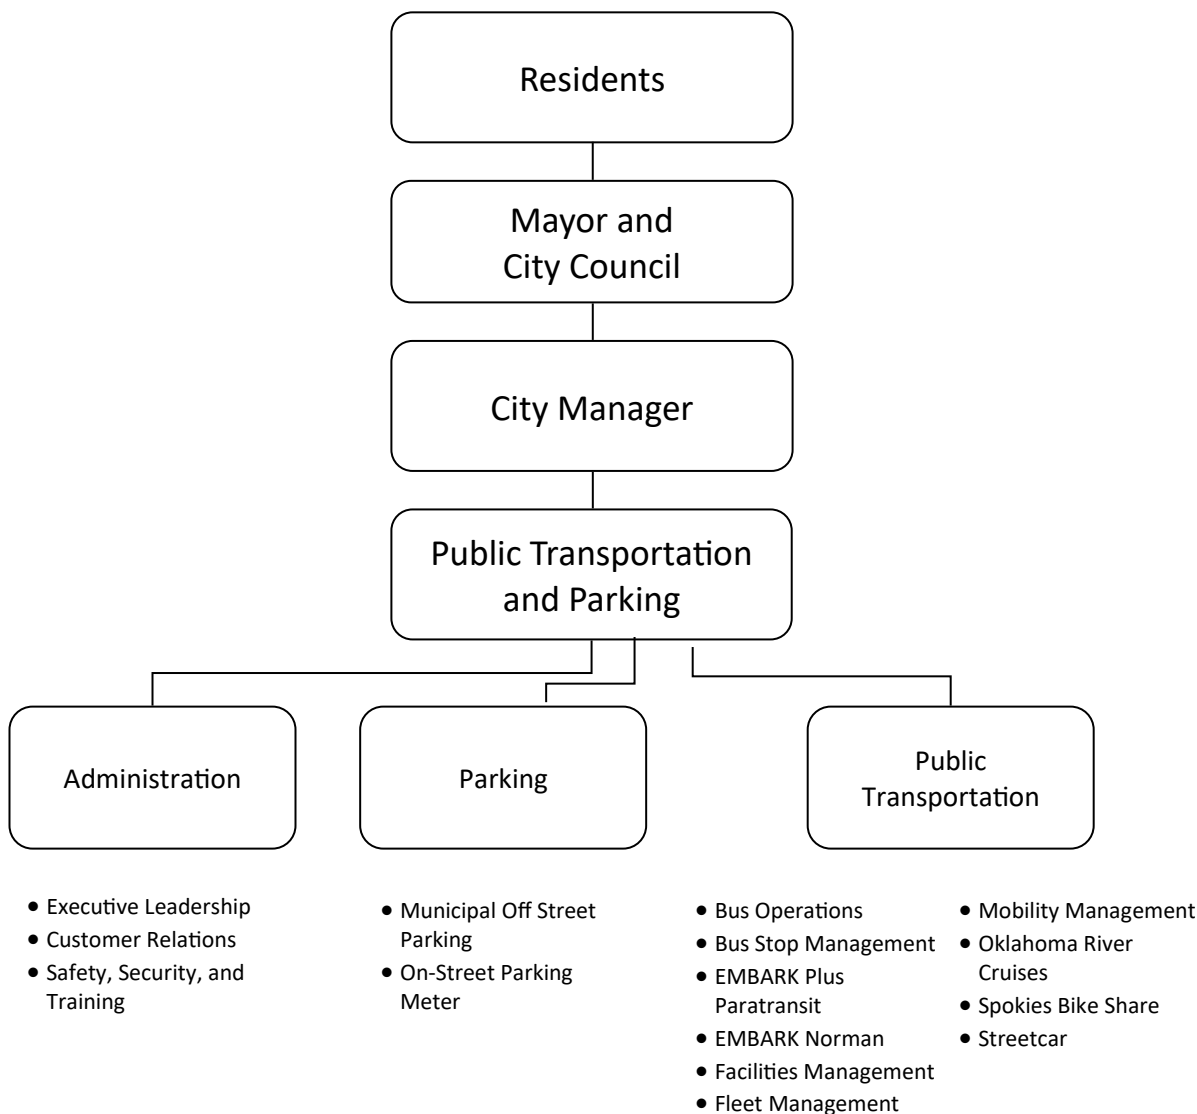 Residents
Mayor and
City Council
City Manager
Public Transportation
and Parking
Administration
Parking
Public
Transportation
• Executive Leadership
• Customer Relations
• Safety, Security, and
Training
• Municipal Off Street
Parking
• On-Street Parking
Meter
• Bus Operations
• Bus Stop Management
• EMBARK Plus
Paratransit
• EMBARK Norman
• Facilities Management
• Fleet Management
• Mobility Management
• Oklahoma River
Cruises
• Spokies Bike Share
• Streetcar